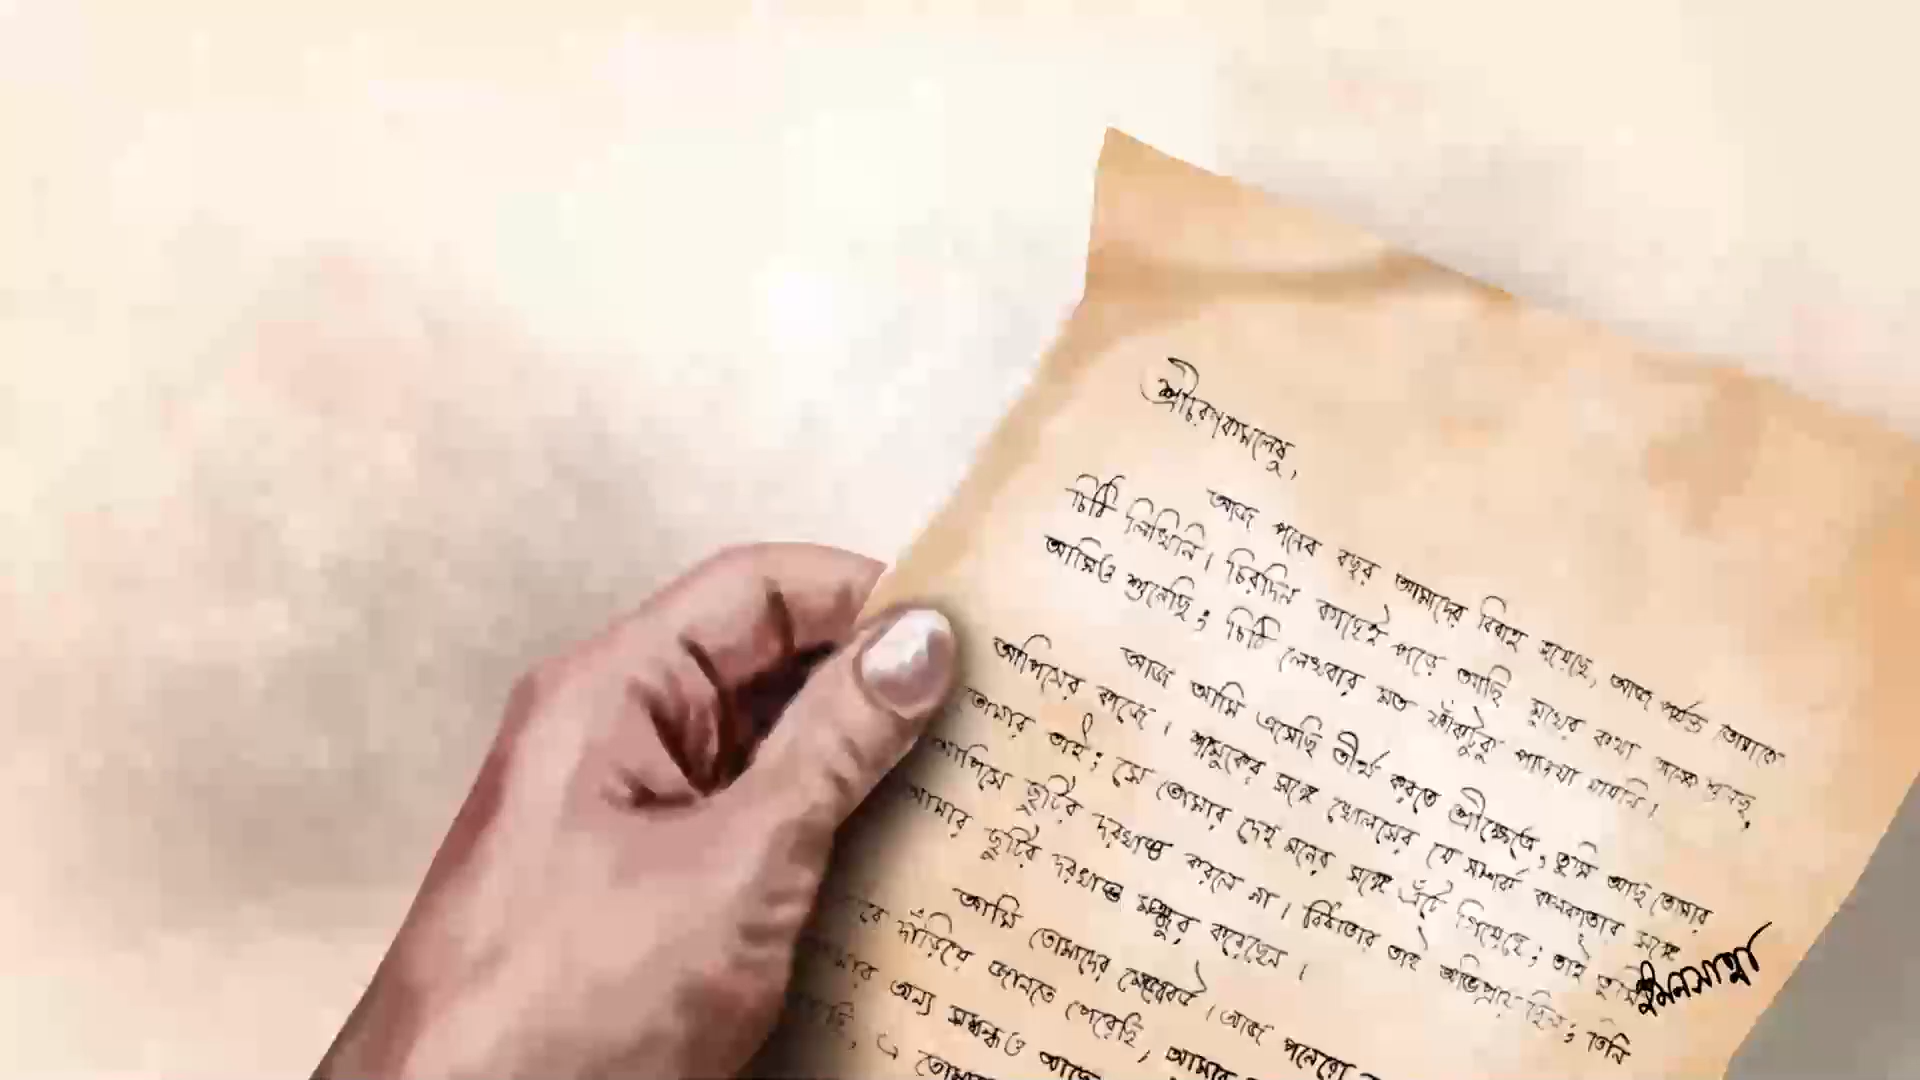 শ্রীচরণকমলেষু,
আজ পনের বছর আমাদের বিবাহ হয়েছে, আজ পর্যন্ত তোমাকে
চিঠি লিখিনি। চিরদিন কাছেই পড়ে আছি মুখের কথা অনেক শুনেছ,
আমিও শুনেছি; চিঠি লেখবার মত ফাঁকটুকু পাওয়া যায়নি।
আজ আমি এসেছি তীর্থ করতে শ্রীক্ষেত্রে, তুমি আছ তোমার
আপিসের কাজে। শামুকের সঙ্গে খোলসের যে সম্পর্ক কলকাতার সঙ্গে
তোমার তাই; সে তোমার দেহ মনের সঙ্গে এঁটে গিয়েছে; তাই তুমি
আপিসে ছুটির দরখাস্ত করলে না। বিধাতার তাই অভিপ্রায় ছিল; তিনি
আমার ছুটির দরখাস্ত মঞ্জুর করেছেন।
আমি তোমাদের মেজোবউ। আজ পনেরো
দাঁড়িয়ে জানতে পেরেছি, আমার
অন্য সম্বন্ধও আছে